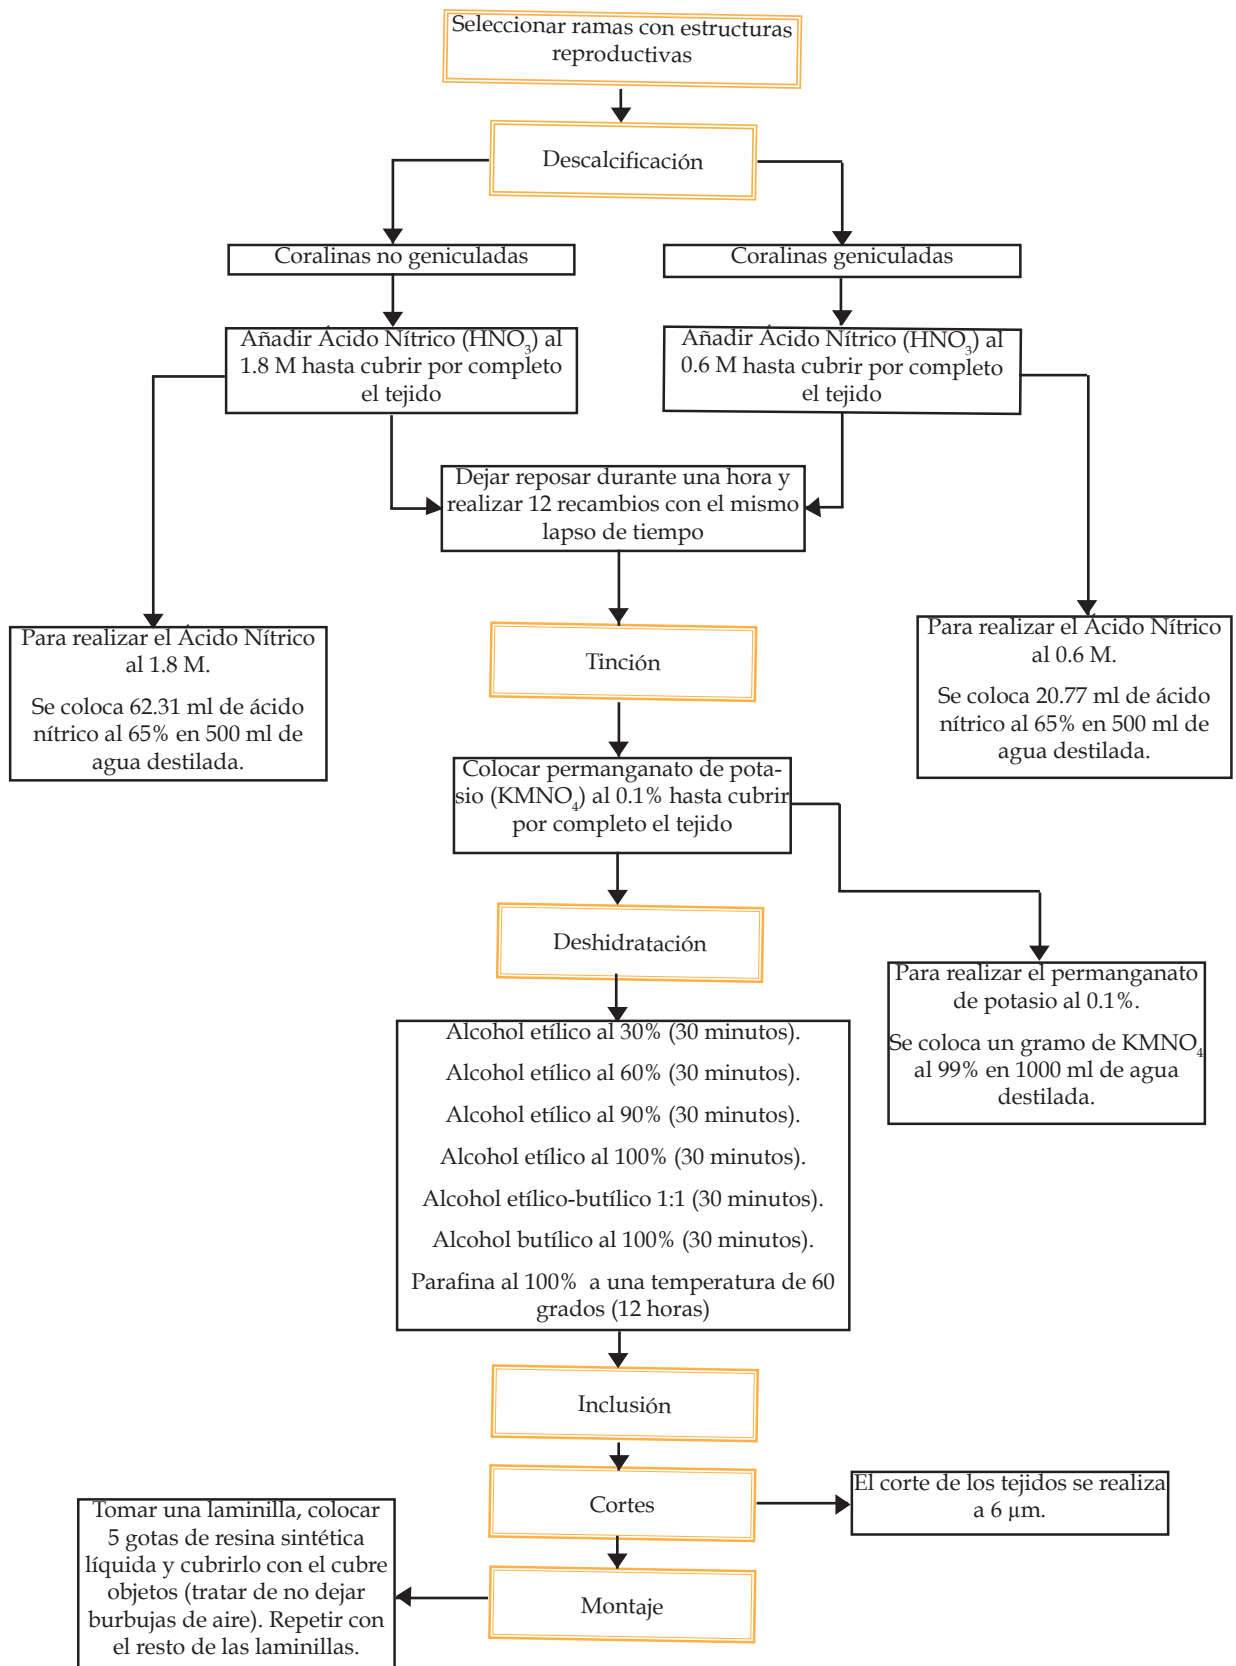 Seleccionar ramas con estructuras
reproductivas
Descalcificación
Coralinas no geniculadas
Coralinas geniculadas
Añadir Ácido Nítrico (HNO₃) al
1.8 M hasta cubrir por completo
el tejido
Añadir Ácido Nítrico (HNO₃) al
0.6 M hasta cubrir por completo
el tejido
Dejar reposar durante una hora y
realizar 12 recambios con el mismo
lapso de tiempo
Para realizar el Ácido Nítrico
al 1.8 M.
Se coloca 62.31 ml de ácido
nítrico al 65% en 500 ml de
agua destilada.
Para realizar el Ácido Nítrico
al 0.6 M.
Se coloca 20.77 ml de ácido
nítrico al 65% en 500 ml de
agua destilada.
Tinción
Colocar permanganato de pota-
sio (KMNO₄) al 0.1% hasta cubrir
por completo el tejido
Deshidratación
Para realizar el permanganato
de potasio al 0.1%.
Se coloca un gramo de KMNO₄
al 99% en 1000 ml de agua
destilada.
Alcohol etílico al 30% (30 minutos).
Alcohol etílico al 60% (30 minutos).
Alcohol etílico al 90% (30 minutos).
Alcohol etílico al 100% (30 minutos).
Alcohol etílico-butílico 1:1 (30 minutos).
Alcohol butílico al 100% (30 minutos).
Parafina al 100% a una temperatura de 60
grados (12 horas)
Inclusión
Cortes
El corte de los tejidos se realiza
a 6 µm.
Montaje
Tomar una laminilla, colocar
5 gotas de resina sintética
líquida y cubrirlo con el cubre
objetos (tratar de no dejar
burbujas de aire). Repetir con
el resto de las laminillas.